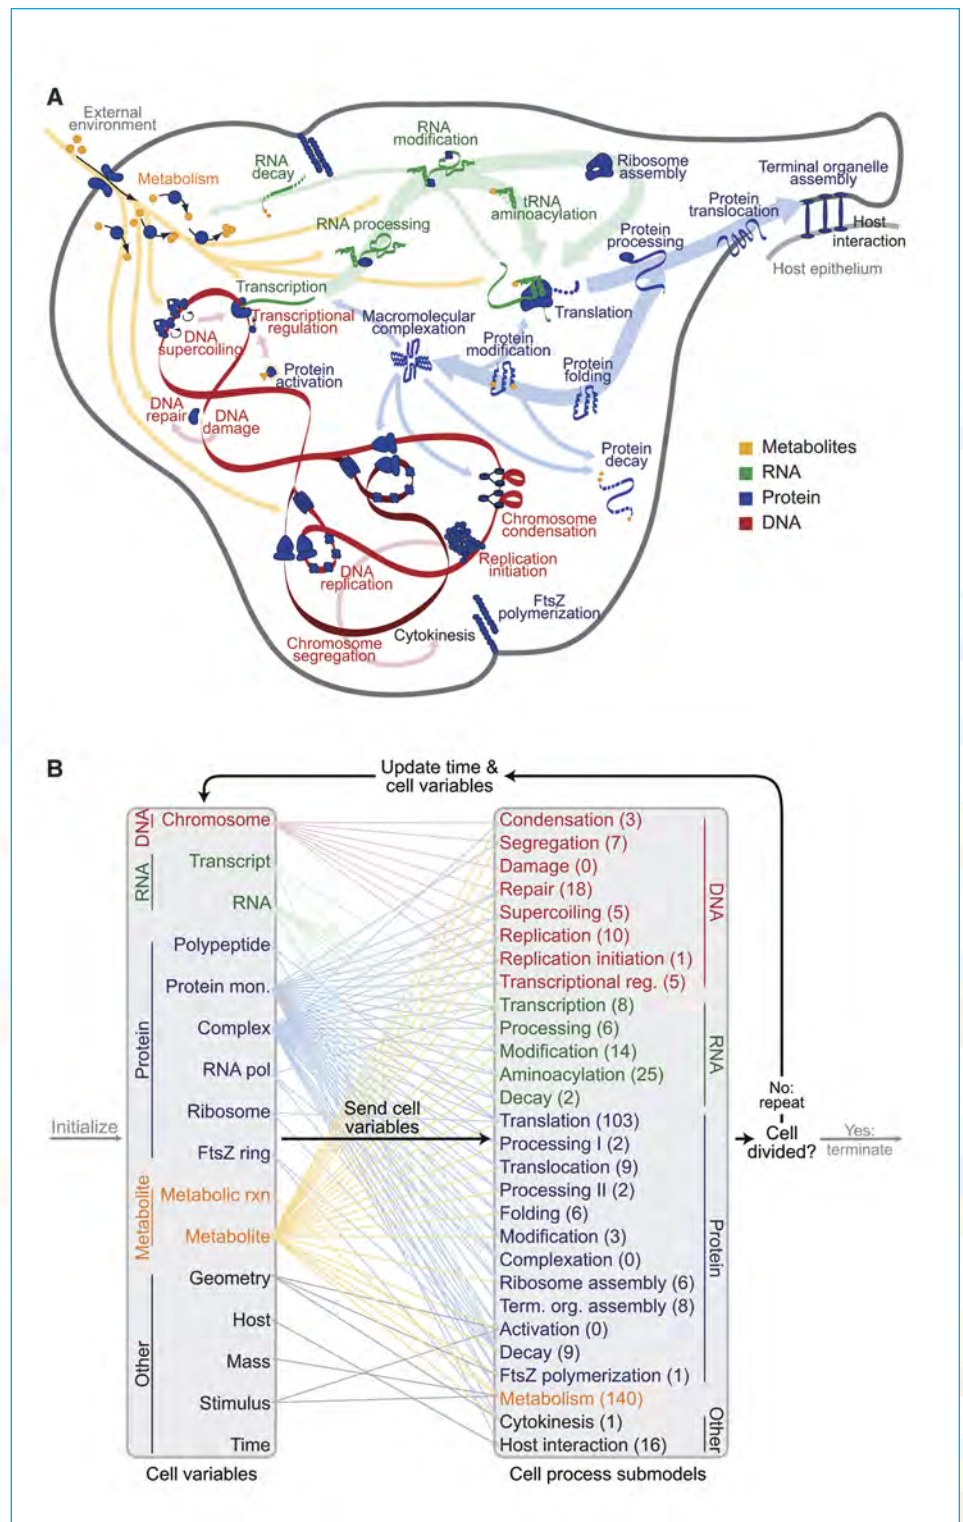 A
External
environment
Metabolism
RNA
decay
RNA
modification
tRNA
aminoacylation
Ribosome
assembly
Terminal organelle
assembly
Protein
translocation
Host
interaction
Host epithelium
RNA processing
Protein
processing
Transcription
Transcriptional
regulation
Macromolecular
complexation
Translation
DNA
supercoiling
Protein
modification
Protein
activation
Protein
folding
DNA
repair
DNA
damage
Protein
decay
Metabolites
RNA
Protein
DNA
Chromosome
condensation
Replication
initiation
DNA
replication
FtsZ
polymerization
Cytokinesis
Chromosome
segregation
B
Update time &
cell variables
DNA
Chromosome
RNA
Transcript
RNA
Protein
Polypeptide
Protein mon.
Complex
RNA pol
Ribosome
FtsZ ring
Metabolite
Metabolic rxn
Metabolite
Other
Geometry
Host
Mass
Stimulus
Time
Cell variables
Initialize
Send cell
variables
Condensation (3)
Segregation (7)
Damage (0)
Repair (18)
Supercoiling (5)
Replication (10)
Replication initiation (1)
Transcriptional reg. (5)
DNA
Transcription (8)
Processing (6)
Modification (14)
Aminoacylation (25)
Decay (2)
RNA
Translation (103)
Processing I (2)
Translocation (9)
Processing II (2)
Folding (6)
Modification (3)
Complexation (0)
Ribosome assembly (6)
Term. org. assembly (8)
Activation (0)
Decay (9)
FtsZ polymerization (1)
Protein
Metabolism (140)
Cytokinesis (1)
Host interaction (16)
Other
Cell process submodels
No:
repeat
Cell
divided?
Yes:
terminate